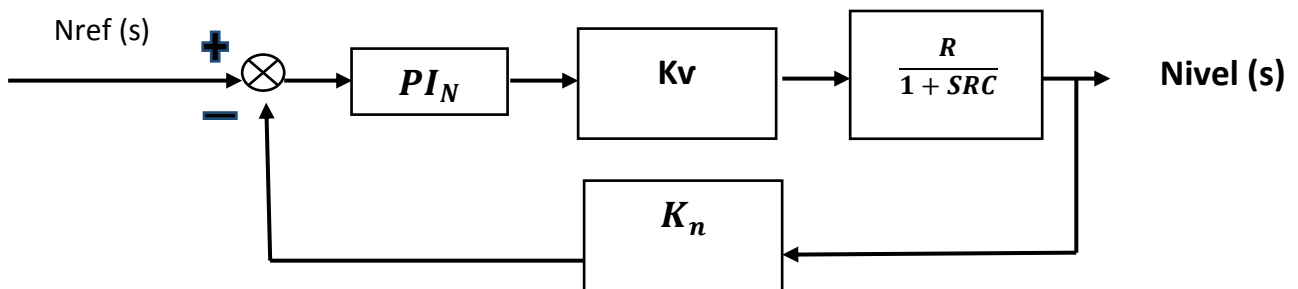 Nref (s)
+
−
PI_N
Kv
R
1 + SRC
Nivel (s)
K_n